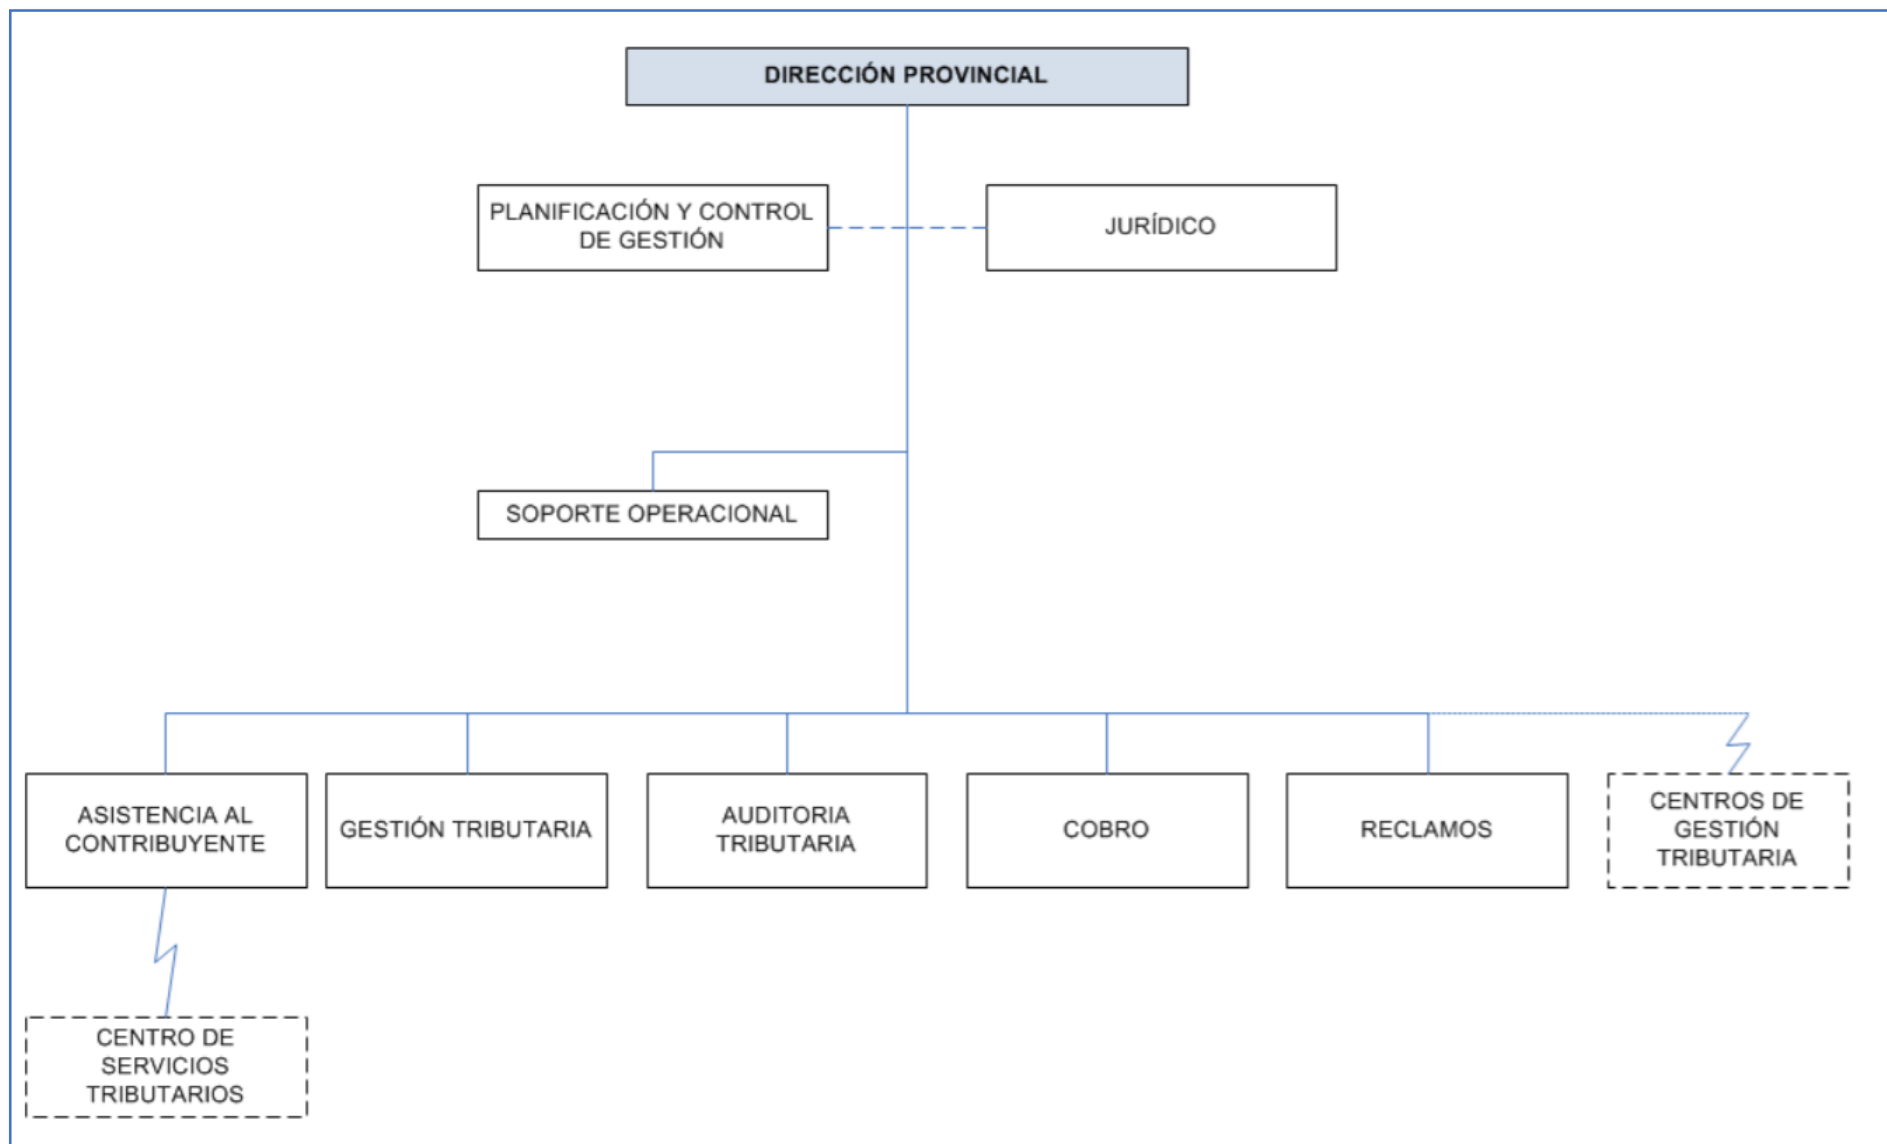 DIRECCIÓN PROVINCIAL
PLANIFICACIÓN Y CONTROL
DE GESTIÓN
JURÍDICO
SOPORTE OPERACIONAL
ASISTENCIA AL
CONTRIBUYENTE
GESTIÓN TRIBUTARIA
AUDITORIA
TRIBUTARIA
COBRO
RECLAMOS
CENTROS DE
GESTIÓN
TRIBUTARIA
CENTRO DE
SERVICIOS
TRIBUTARIOS